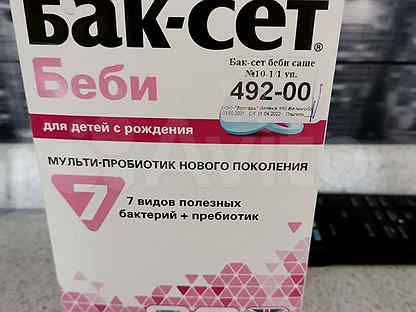 Бак-сет®
Беби
Бак-сет беби саше
№10 1/1 уп.
492-00
для детей с рождения
МУЛЬТИ-ПРОБИОТИК НОВОГО ПОКОЛЕНИЯ
7
7 видов полезных
бактерий + пребиотик